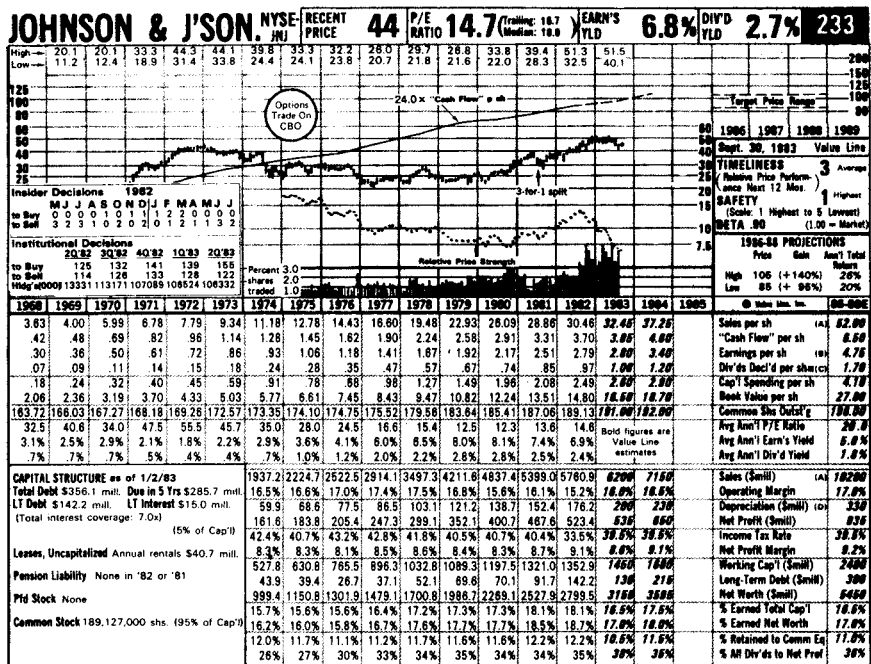 JOHNSON & J'SON. NYSE-JNJ RECENT PRICE 44 P/E RATIO 14.7 (Trailing: 16.7 Median: 18.0) EARN'S YLD 6.8% DIV'D YLD 2.7% 233
High 20.1 20.1 33.3 44.3 44.1 39.8 33.3 32.2 26.0 29.7 26.8 33.8 39.4 51.3 51.5
Low 11.2 12.4 18.9 31.4 33.8 24.4 24.1 23.8 20.7 21.8 21.6 22.0 28.3 32.5 40.1
200
150
125 125
100 100
80 80
60
50
40
30
25
20
15
10
7.5
Options
Trade On
CBO
24.0 x "Cash Flow" p sh
3-for-1 split
Relative Price Strength
Target Price Range
1986 1987 1988 1989
Sept. 30, 1983 Value Line
TIMELINESS 3 Average
(Relative Price Performance Next 12 Mos.)
SAFETY 1 Highest
(Scale: 1 Highest to 5 Lowest)
BETA .90 (1.00 = Market)
1986-88 PROJECTIONS
Price Gain Ann'l Total Return
High 106 (+140%) 26%
Low 85 (+ 95%) 20%
Insider Decisions 1982
M J J A S O N D J F M A M J J
to Buy 0 0 0 0 1 0 1 1 1 2 2 0 0 0 0
to Sell 3 2 3 1 0 2 0 2 0 1 2 1 1 3 2
Institutional Decisions
2Q'82 3Q'82 4Q'82 1Q'83 2Q'83
to Buy 125 132 141 139 155
to Sell 114 126 133 128 122
Hldg's(000) 113171 107089 108524 106332
Percent 3.0
shares 2.0
traded 1.0
1968 1969 1970 1971 1972 1973 1974 1975 1976 1977 1978 1979 1980 1981 1982 1983 1984 1985 © Value Line, Inc. 86-88E
3.63 4.00 5.99 6.78 7.79 9.34 11.18 12.78 14.43 16.60 19.48 22.93 26.09 28.86 30.46 32.45 37.25 Sales per sh (A) 52.00
.42 .48 .69 .82 .96 1.14 1.28 1.45 1.62 1.90 2.24 2.58 2.91 3.31 3.70 3.85 4.60 "Cash Flow" per sh 6.50
.30 .36 .50 .61 .72 .86 .93 1.06 1.18 1.41 1.67 1.92 2.17 2.51 2.79 2.80 3.40 Earnings per sh (B) 4.75
.07 .09 .11 .14 .15 .18 .24 .28 .35 .47 .57 .67 .74 .85 .97 1.08 1.20 Div'ds Decl'd per sh (C) 1.70
.18 .24 .32 .40 .45 .59 .91 .78 .68 .98 1.27 1.49 1.96 2.08 2.49 2.60 2.80 Cap'l Spending per sh 4.10
2.06 2.36 3.19 3.70 4.33 5.03 5.77 6.61 7.45 8.43 9.47 10.82 12.24 13.51 14.80 16.50 18.70 Book Value per sh 27.80
163.72 166.03 167.27 168.18 169.26 172.57 173.35 174.10 174.75 175.52 179.56 183.64 185.41 187.06 189.13 191.00 192.00 Common Shs Outst'g 196.00
32.5 40.6 34.0 47.5 55.5 45.7 35.0 28.0 24.5 16.6 15.4 12.5 12.3 13.6 14.6 Bold figures are Value Line estimates Avg Ann'l P/E Ratio 20.0
3.1% 2.5% 2.9% 2.1% 1.8% 2.2% 2.9% 3.6% 4.1% 6.0% 6.5% 8.0% 8.1% 7.4% 6.9% Avg Ann'l Earn's Yield 5.0%
.7% .7% .7% .5% .4% .4% .7% 1.0% 1.2% 2.0% 2.2% 2.8% 2.8% 2.5% 2.4% Avg Ann'l Div'd Yield 1.8%
CAPITAL STRUCTURE as of 1/2/83
Total Debt $356.1 mill. Due in 5 Yrs $285.7 mill.
LT Debt $142.2 mill. LT Interest $15.0 mill.
(Total interest coverage: 7.0x)
(5% of Cap'l)
Leases, Uncapitalized Annual rentals $40.7 mill.
Pension Liability None in '82 or '81
Pfd Stock None
Common Stock 189,127,000 shs. (95% of Cap'l)
1937.2 2224.7 2522.5 2914.1 3497.3 4211.6 4837.4 5399.0 5760.9 6200 7150 Sales ($mill) (A) 10200
16.5% 16.6% 17.0% 17.4% 17.5% 16.8% 15.6% 16.1% 15.2% 16.0% 16.5% Operating Margin 17.0%
59.9 68.6 77.5 86.5 103.1 121.2 138.7 152.4 176.2 200 230 Depreciation ($mill) (D) 330
161.6 183.8 205.4 247.3 299.1 352.1 400.7 467.6 523.4 535 650 Net Profit ($mill) 935
42.4% 40.7% 43.2% 42.8% 41.8% 40.5% 40.7% 40.4% 33.5% 38.5% 38.5% Income Tax Rate 38.5%
8.3% 8.3% 8.1% 8.5% 8.6% 8.4% 8.3% 8.7% 9.1% 8.6% 9.1% Net Profit Margin 9.2%
527.8 630.8 765.5 896.3 1032.8 1089.3 1197.5 1321.0 1352.9 1450 1600 Working Cap'l ($mill) 2400
43.9 39.4 26.7 37.1 52.1 69.6 70.1 91.7 142.2 130 215 Long-Term Debt ($mill) 300
999.4 1150.8 1301.9 1479.1 1700.8 1986.7 2269.1 2527.9 2799.5 3150 3585 Net Worth ($mill) 5450
15.7% 15.6% 15.6% 16.4% 17.2% 17.3% 17.3% 18.1% 18.1% 16.5% 17.5% % Earned Total Cap'l 16.5%
16.2% 16.0% 15.8% 16.7% 17.6% 17.7% 17.7% 18.5% 18.7% 17.0% 18.0% % Earned Net Worth 17.0%
12.0% 11.7% 11.1% 11.2% 11.7% 11.6% 11.6% 12.2% 12.2% 10.5% 11.5% % Retained to Comm Eq 11.0%
26% 27% 30% 33% 34% 35% 34% 34% 35% 38% 35% % All Div'ds to Net Prof 36%